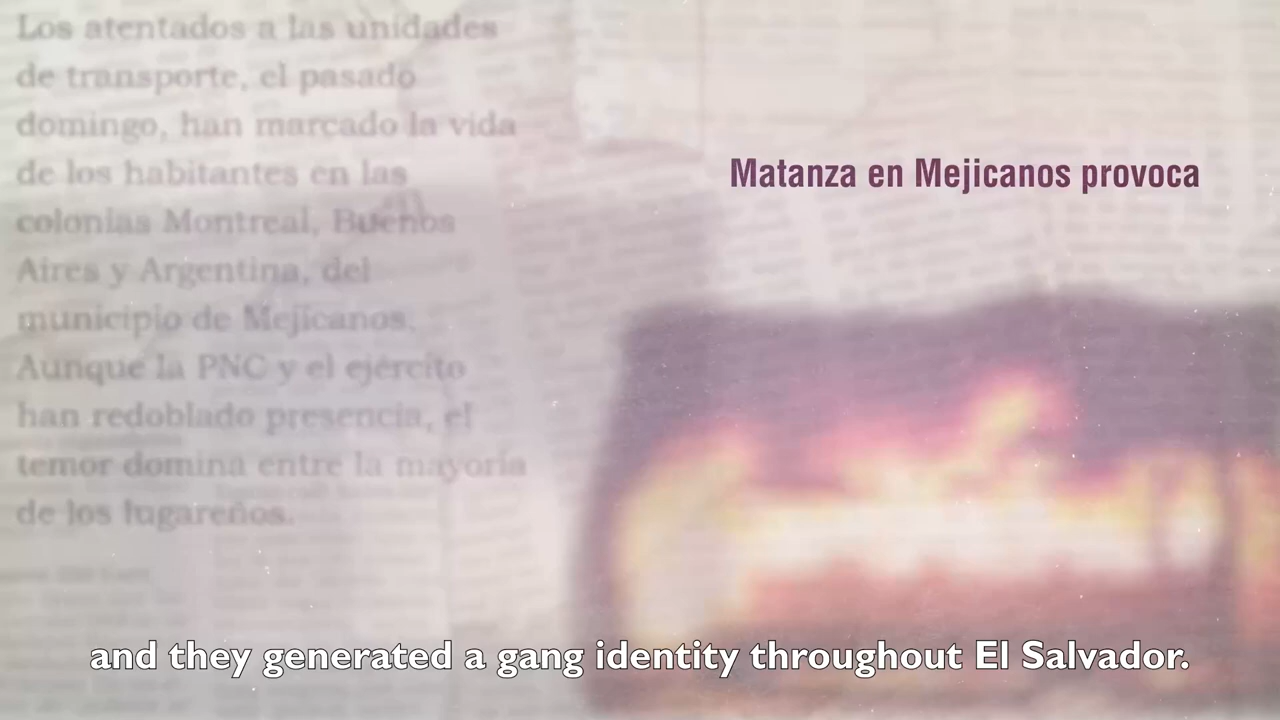 Los atentados a las unidades
de transporte, el pasado
domingo, han marcado la vida
de los habitantes en las
colonias Montreal, Buenos
Aires y Argentina, del
municipio de Mejicanos.
Aunque la PNC y el ejército
han redoblado presencia, el
temor domina entre la mayoría
de los lugareños.
Matanza en Mejicanos provoca
and they generated a gang identity throughout El Salvador.